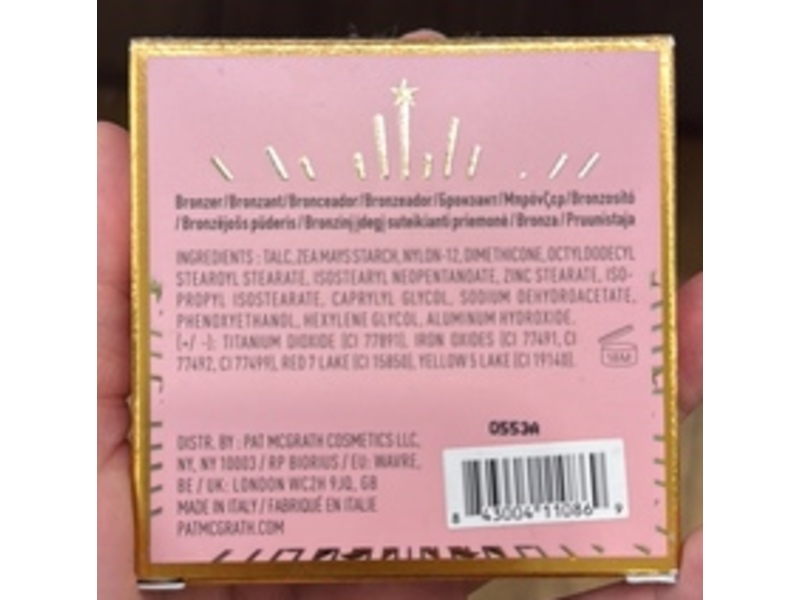 Bronzer/Bronzant/Bronceador/Bronzeador/Бронзант/Μπρόνζερ/Bronzosító
/Bronzējošs pūderis/Bronzinį įdegį suteikianti priemonė/Bronza/Pruunistaja
INGREDIENTS : TALC, ZEA MAYS STARCH, NYLON-12, DIMETHICONE, OCTYLDODECYL
STEAROYL STEARATE, ISOSTEARYL NEOPENTANOATE, ZINC STEARATE, ISO-
PROPYL ISOSTEARATE, CAPRYLYL GLYCOL, SODIUM DEHYDROACETATE,
PHENOXYETHANOL, HEXYLENE GLYCOL, ALUMINUM HYDROXIDE.
(+/ -): TITANIUM DIOXIDE (CI 77891), IRON OXIDES (CI 77491, CI
77492, CI 77499), RED 7 LAKE (CI 15850), YELLOW 5 LAKE (CI 19140).
18M
DISTR. BY : PAT MCGRATH COSMETICS LLC,
NY, NY 10003 / RP BIORIUS / EU: WAVRE,
BE / UK: LONDON WC2H 9JQ, GB
MADE IN ITALY / FABRIQUÉ EN ITALIE
PATMCGRATH.COM
0553A
8 43004 11086 9